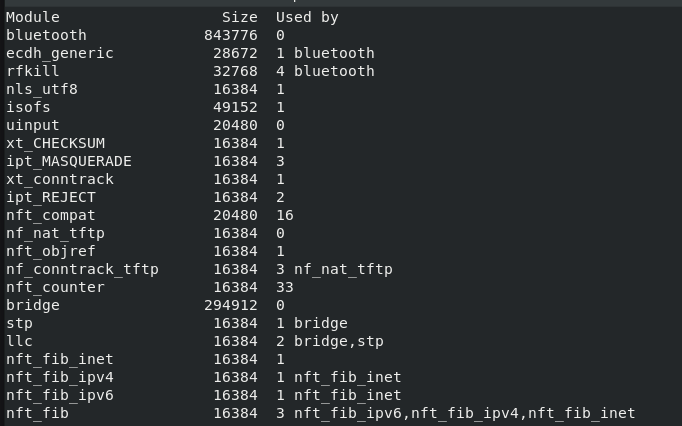 Module                  Size  Used by
bluetooth             843776  0
ecdh_generic           28672  1 bluetooth
rfkill                 32768  4 bluetooth
nls_utf8               16384  1
isofs                  49152  1
uinput                 20480  0
xt_CHECKSUM            16384  1
ipt_MASQUERADE         16384  3
xt_conntrack           16384  1
ipt_REJECT             16384  2
nft_compat             20480  16
nf_nat_tftp            16384  0
nft_objref             16384  1
nf_conntrack_tftp      16384  3 nf_nat_tftp
nft_counter            16384  33
bridge                294912  0
stp                    16384  1 bridge
llc                    16384  2 bridge,stp
nft_fib_inet           16384  1
nft_fib_ipv4           16384  1 nft_fib_inet
nft_fib_ipv6           16384  1 nft_fib_inet
nft_fib                16384  3 nft_fib_ipv6,nft_fib_ipv4,nft_fib_inet